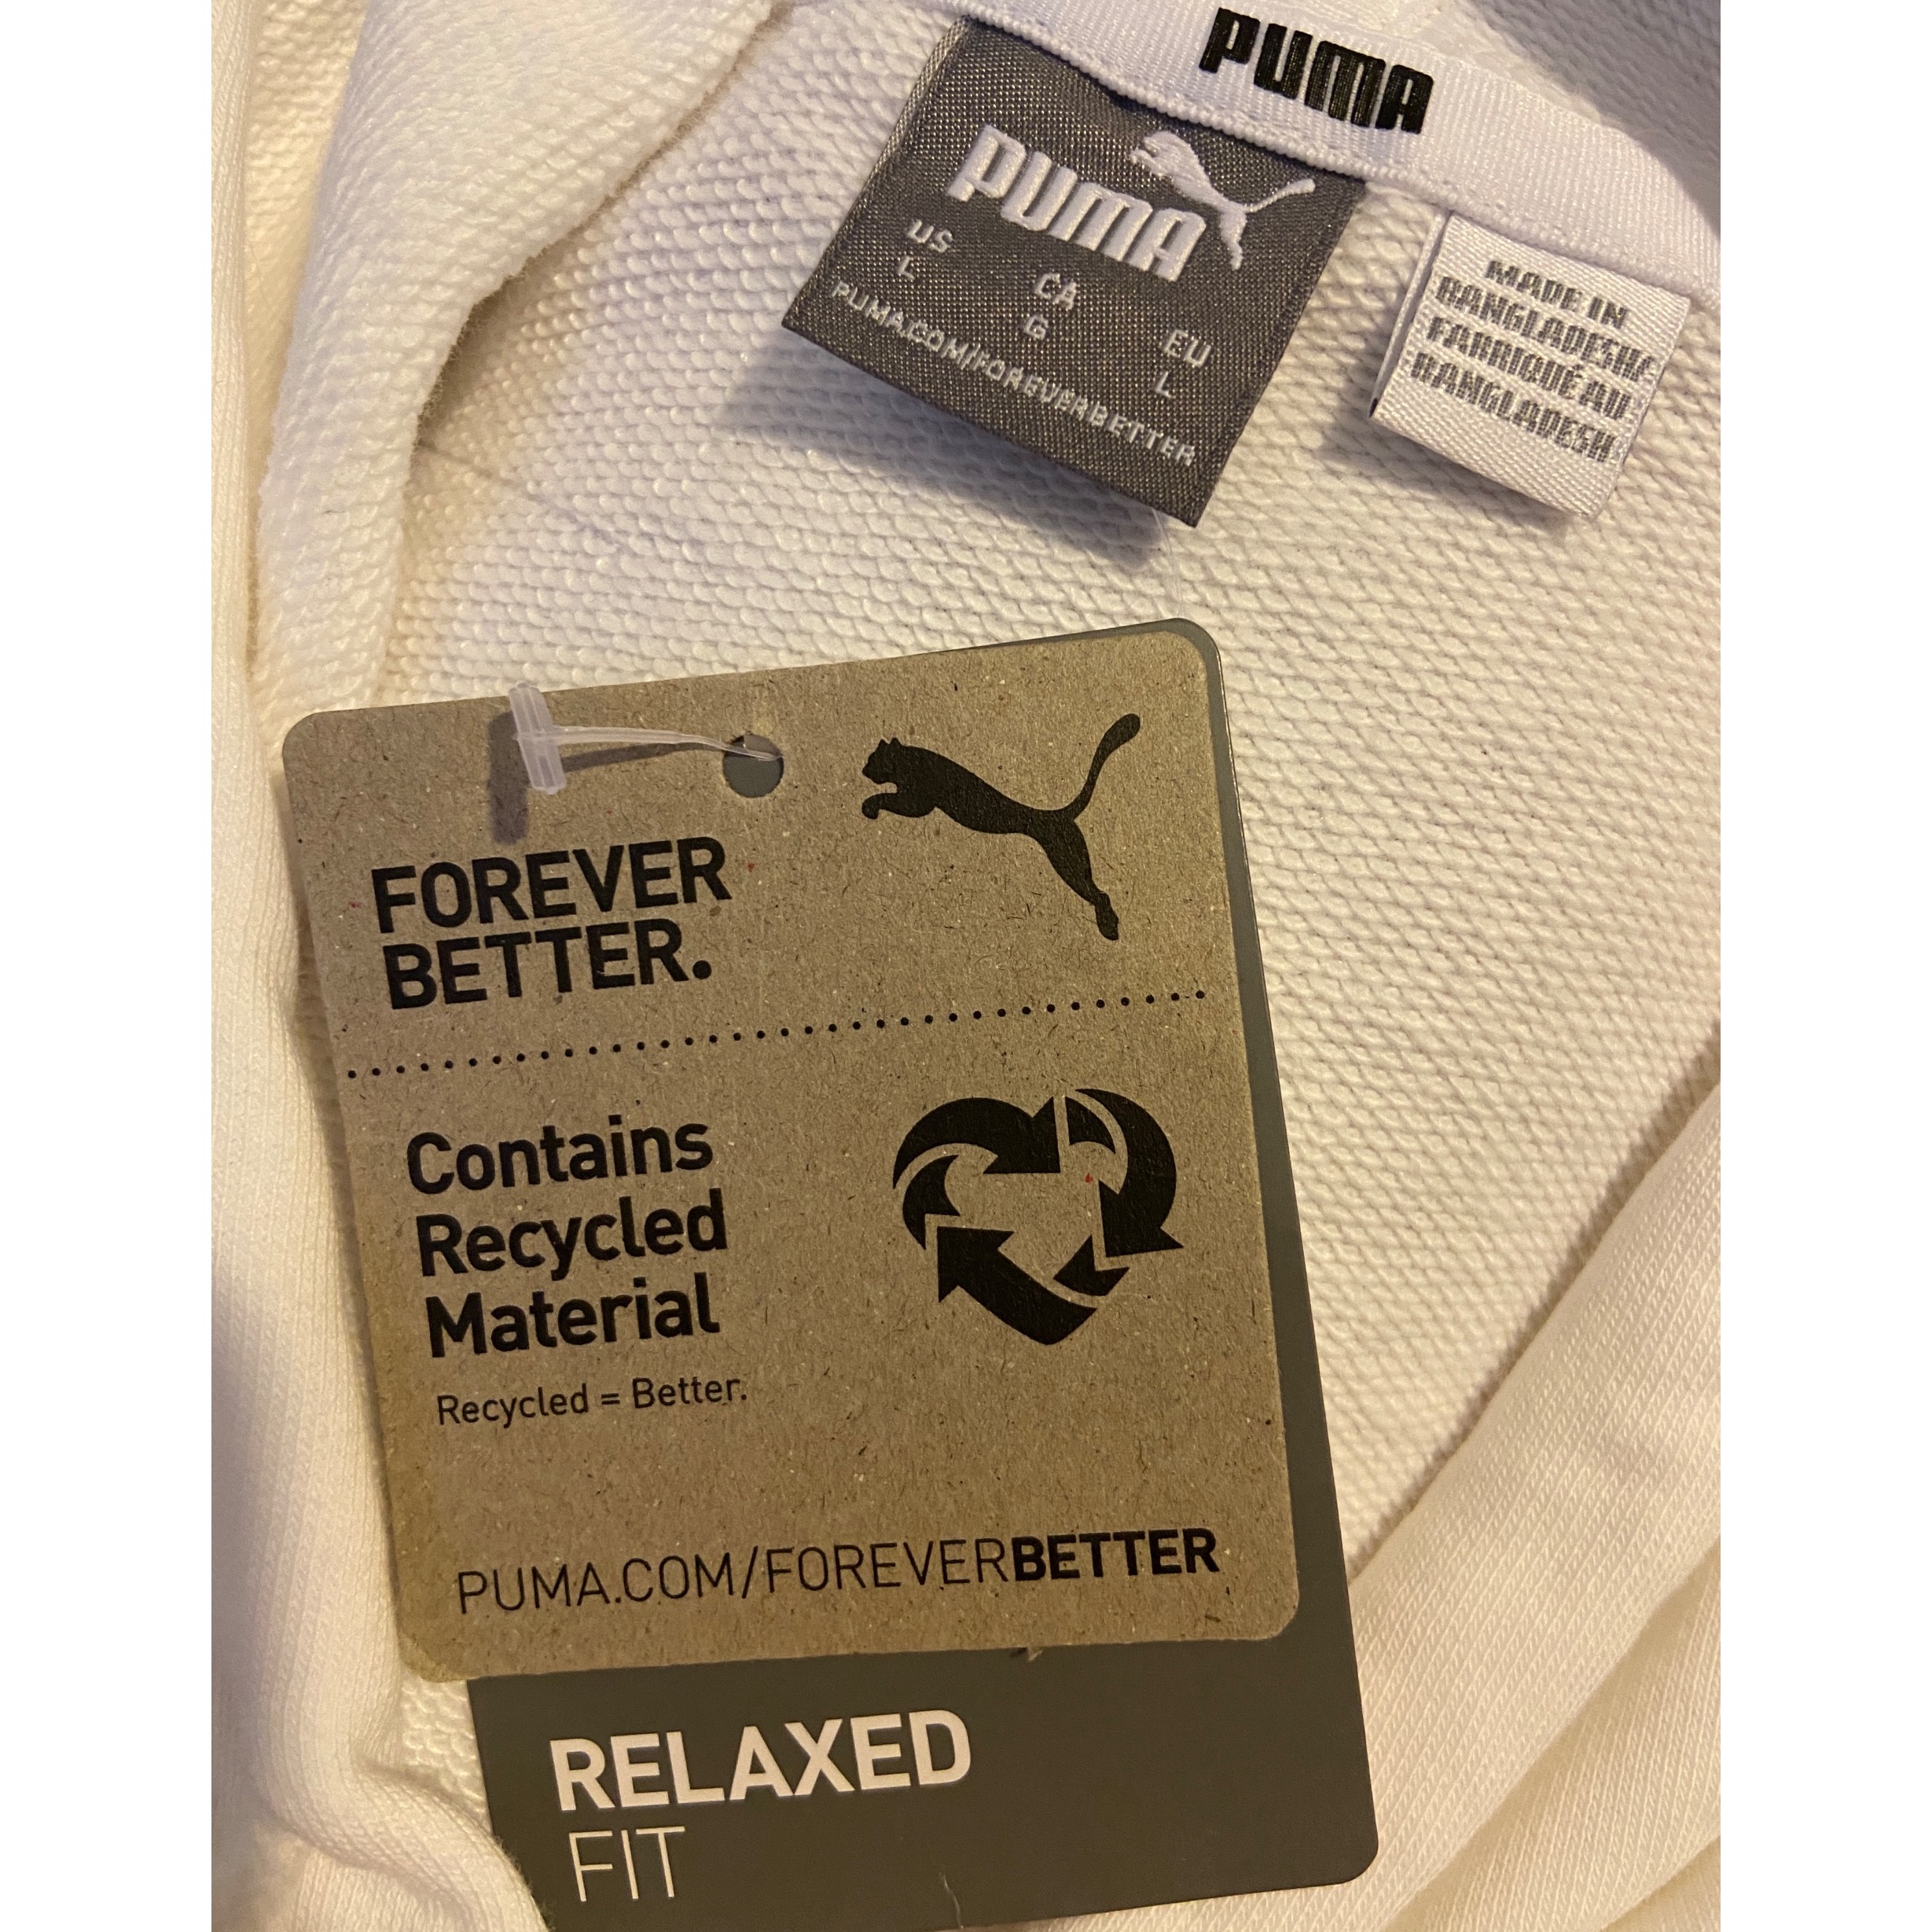 PUMA
PUMA
US CA EU
L G L
PUMA.COM/FOREVERBETTER
MADE IN
BANGLADESH/
FABRIQUÉ AU
BANGLADESH
FOREVER
BETTER.
Contains
Recycled
Material
Recycled = Better.
PUMA.COM/FOREVERBETTER
RELAXED
FIT